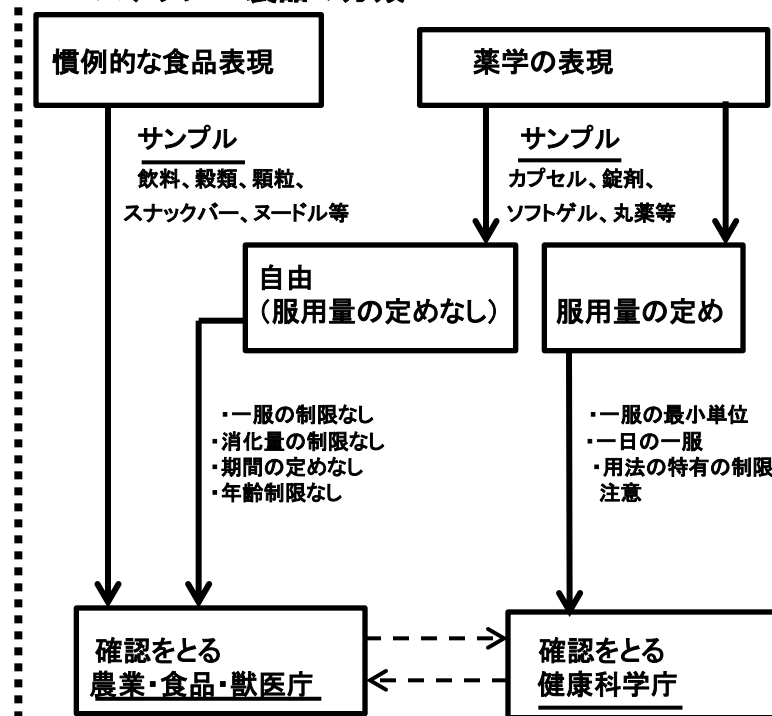 慣例的な食品表現
薬学の表現
サンプル
飲料、穀類、顆粒、
スナックバー、ヌードル等
サンプル
カプセル、錠剤、
ソフトゲル、丸薬等
自由
（服用量の定めなし）
服用量の定め
・一服の制限なし
・消化量の制限なし
・期間の定めなし
・年齢制限なし
・一服の最小単位
・一日の一服
・用法の特有の制限
注意
確認をとる
農業・食品・獣医庁
確認をとる
健康科学庁